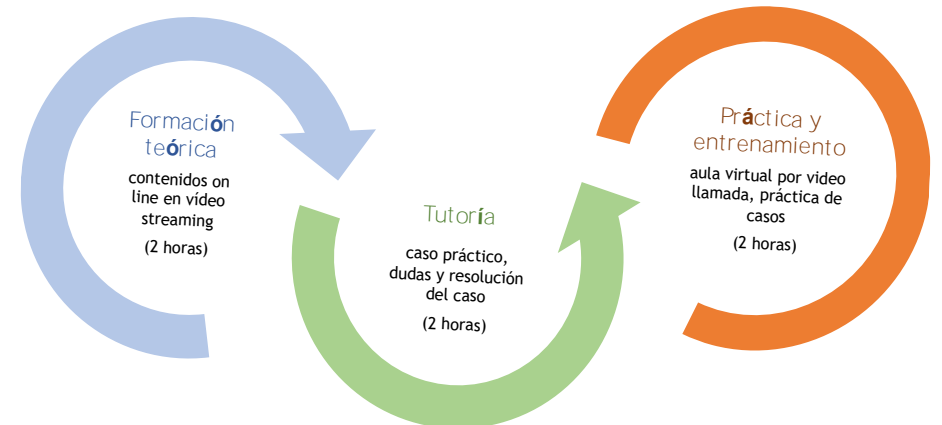 Formación
teórica
contenidos on
line en vídeo
streaming
(2 horas)
Tutoría
caso práctico,
dudas y resolución
del caso
(2 horas)
Práctica y
entrenamiento
aula virtual por video
llamada, práctica de
casos
(2 horas)